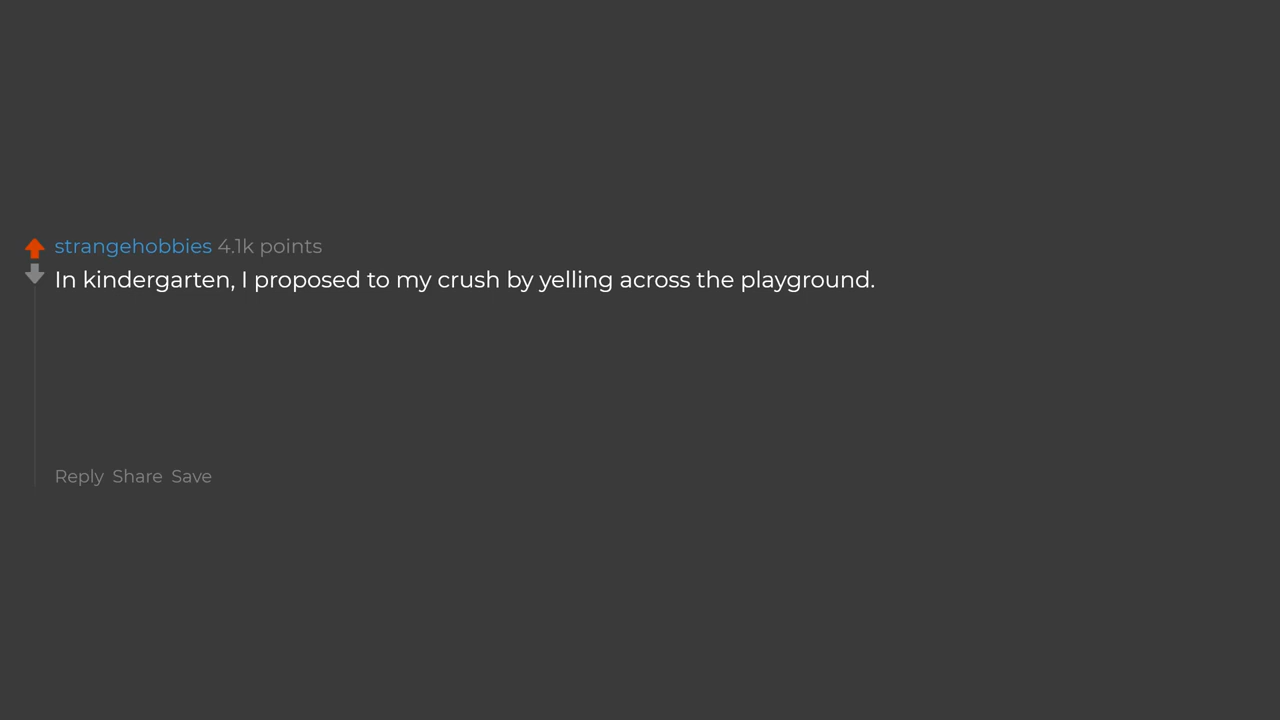 strangehobbies 4.1k points
In kindergarten, I proposed to my crush by yelling across the playground.
Reply Share Save